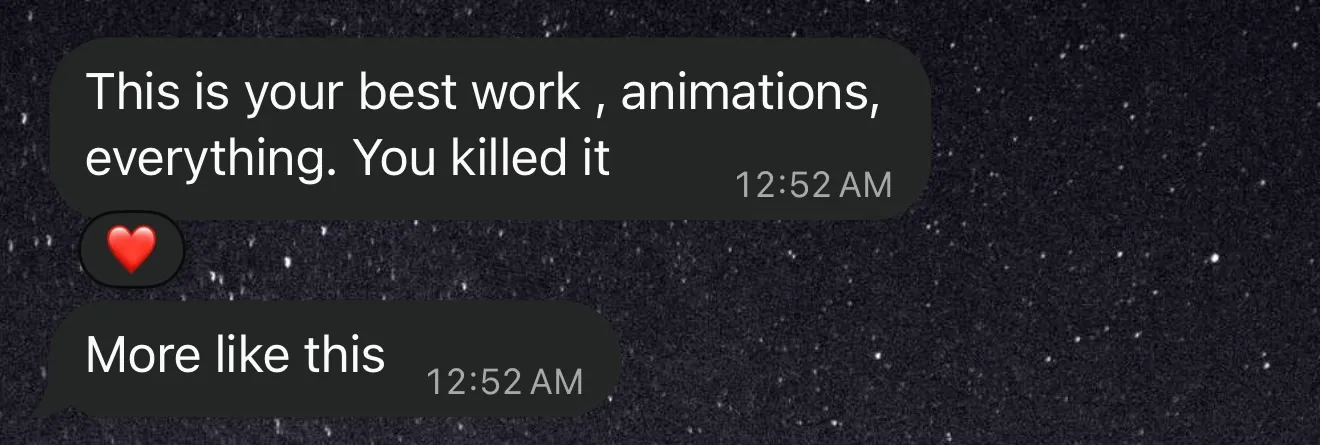 This is your best work , animations,
everything. You killed it
12:52 AM
❤️
More like this
12:52 AM